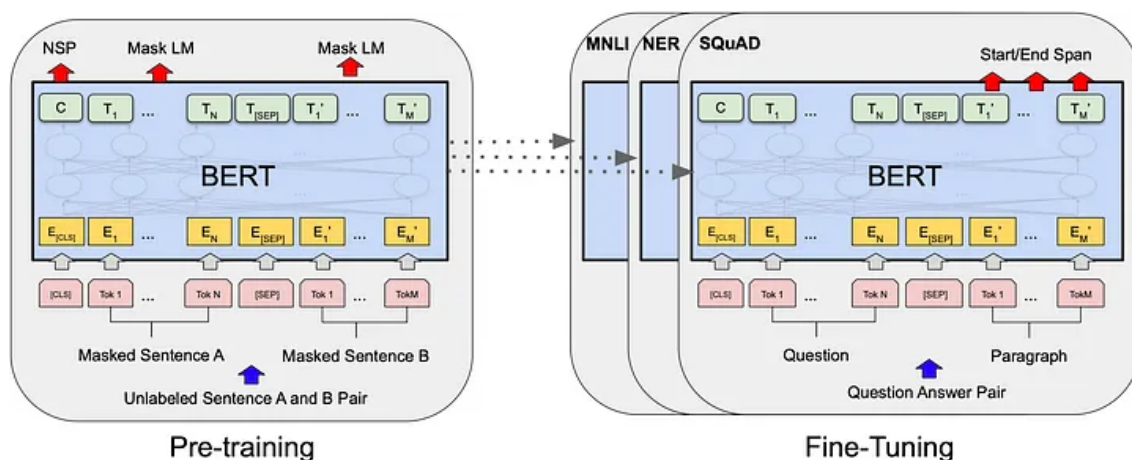 NSP Mask LM Mask LM
C T1 ... TN T[SEP] T1' ... TM'
BERT
E[CLS] E1 ... EN E[SEP] E1' ... EM'
[CLS] Tok 1 ... Tok N [SEP] Tok 1 ... TokM
Masked Sentence A Masked Sentence B
Unlabeled Sentence A and B Pair
Pre-training
MNLI NER SQuAD
Start/End Span
C T1 ... TN T[SEP] T1' ... TM'
BERT
E[CLS] E1 ... EN E[SEP] E1' ... EM'
[CLS] Tok 1 ... Tok N [SEP] Tok 1 ... TokM
Question Paragraph
Question Answer Pair
Fine-Tuning